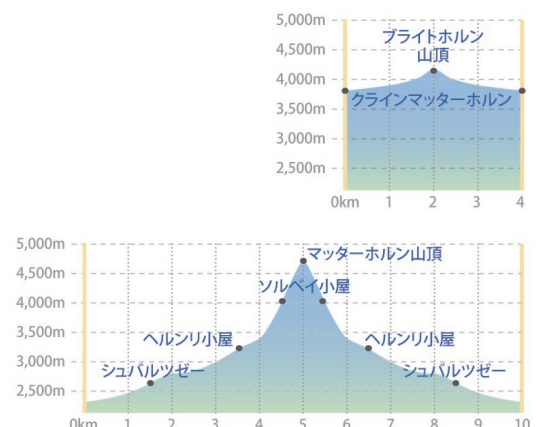 5,000m
4,500m
4,000m
3,500m
3,000m
2,500m
ブライトホルン
山頂
クラインマッターホルン
0km 1 2 3 4
5,000m
4,500m
4,000m
3,500m
3,000m
2,500m
マッターホルン山頂
ソルベイ小屋
ヘルンリ小屋 ヘルンリ小屋
シュバルツゼー シュバルツゼー
0km 1 2 3 4 5 6 7 8 9 10